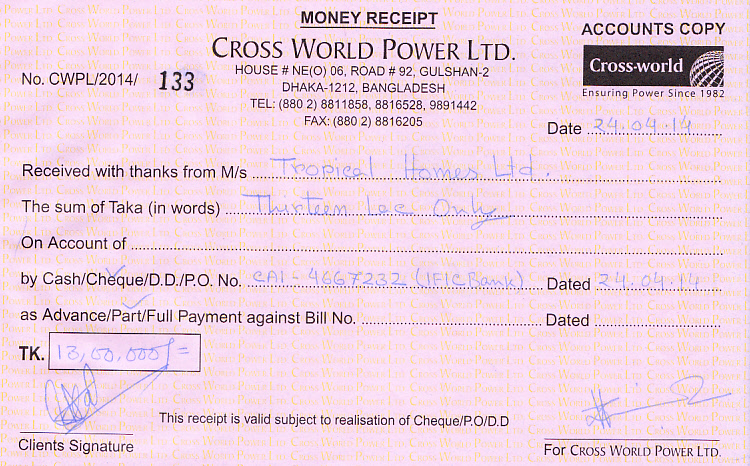 MONEY RECEIPT
ACCOUNTS COPY
CROSS WORLD POWER LTD.
Cross-world
Ensuring Power Since 1982
No. CWPL/2014/ 133
HOUSE # NE(O) 06, ROAD # 92, GULSHAN-2
DHAKA-1212, BANGLADESH
TEL: (880 2) 8811858, 8816528, 9891442
FAX: (880 2) 8816205
Date 24.04.14
Received with thanks from M/s Tropical Homes Ltd.
The sum of Taka (in words) Thirteen Lac Only
On Account of
by Cash/Cheque/D.D./P.O. No. CAI-4667232 (IFIC Bank) Dated 24.04.14
as Advance/Part/Full Payment against Bill No. Dated
TK. 13,00,000/=
This receipt is valid subject to realisation of Cheque/P.O/D.D
Clients Signature
For CROSS WORLD POWER LTD.